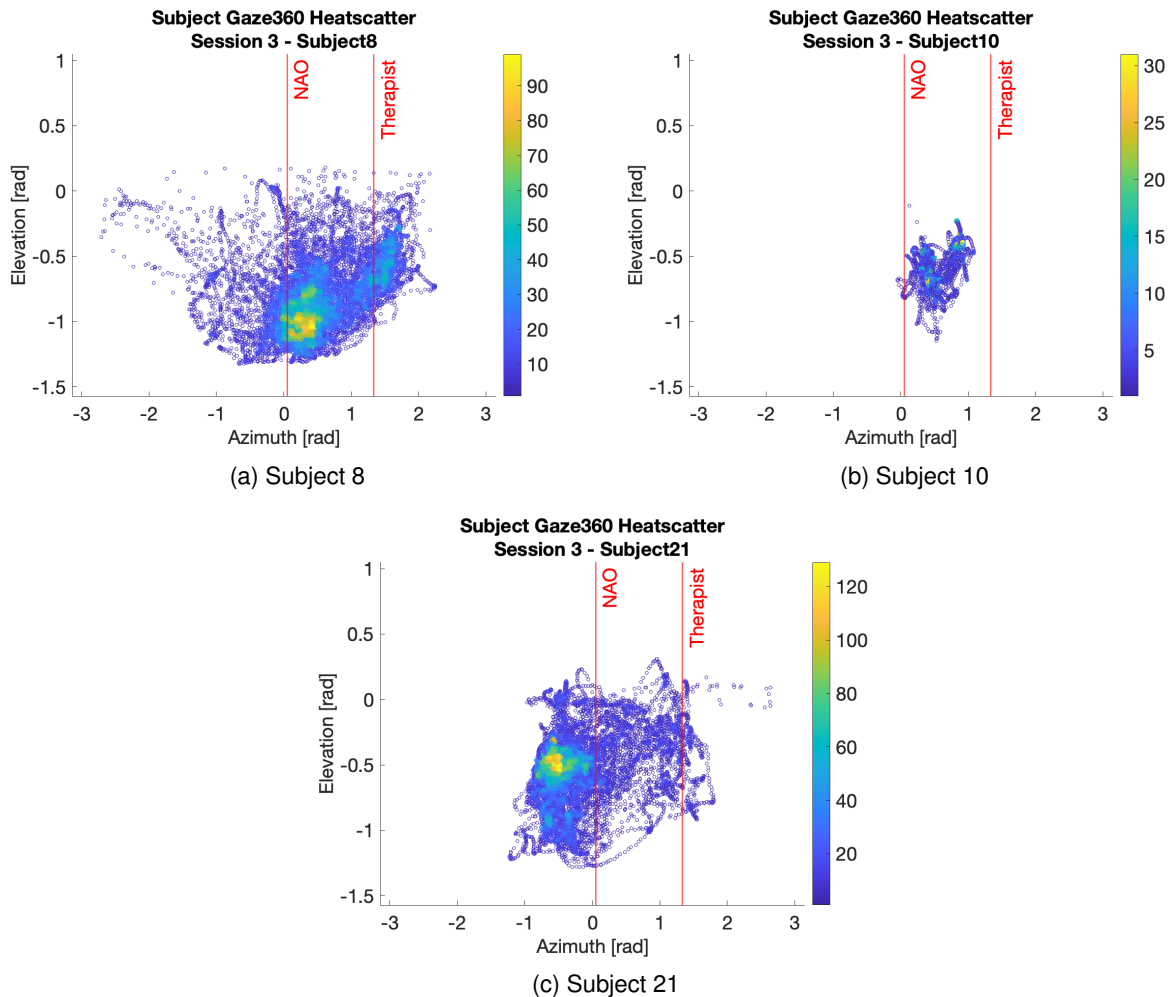 Subject Gaze360 Heatscatter
Session 3 - Subject8
NAO
Therapist
1
0.5
0
-0.5
-1
-1.5
Elevation [rad]
-3
-2
-1
0
1
2
3
Azimuth [rad]
90
80
70
60
50
40
30
20
10
(a) Subject 8
Subject Gaze360 Heatscatter
Session 3 - Subject10
NAO
Therapist
1
0.5
0
-0.5
-1
-1.5
Elevation [rad]
-3
-2
-1
0
1
2
3
Azimuth [rad]
30
25
20
15
10
5
(b) Subject 10
Subject Gaze360 Heatscatter
Session 3 - Subject21
NAO
Therapist
1
0.5
0
-0.5
-1
-1.5
Elevation [rad]
-3
-2
-1
0
1
2
3
Azimuth [rad]
120
100
80
60
40
20
(c) Subject 21